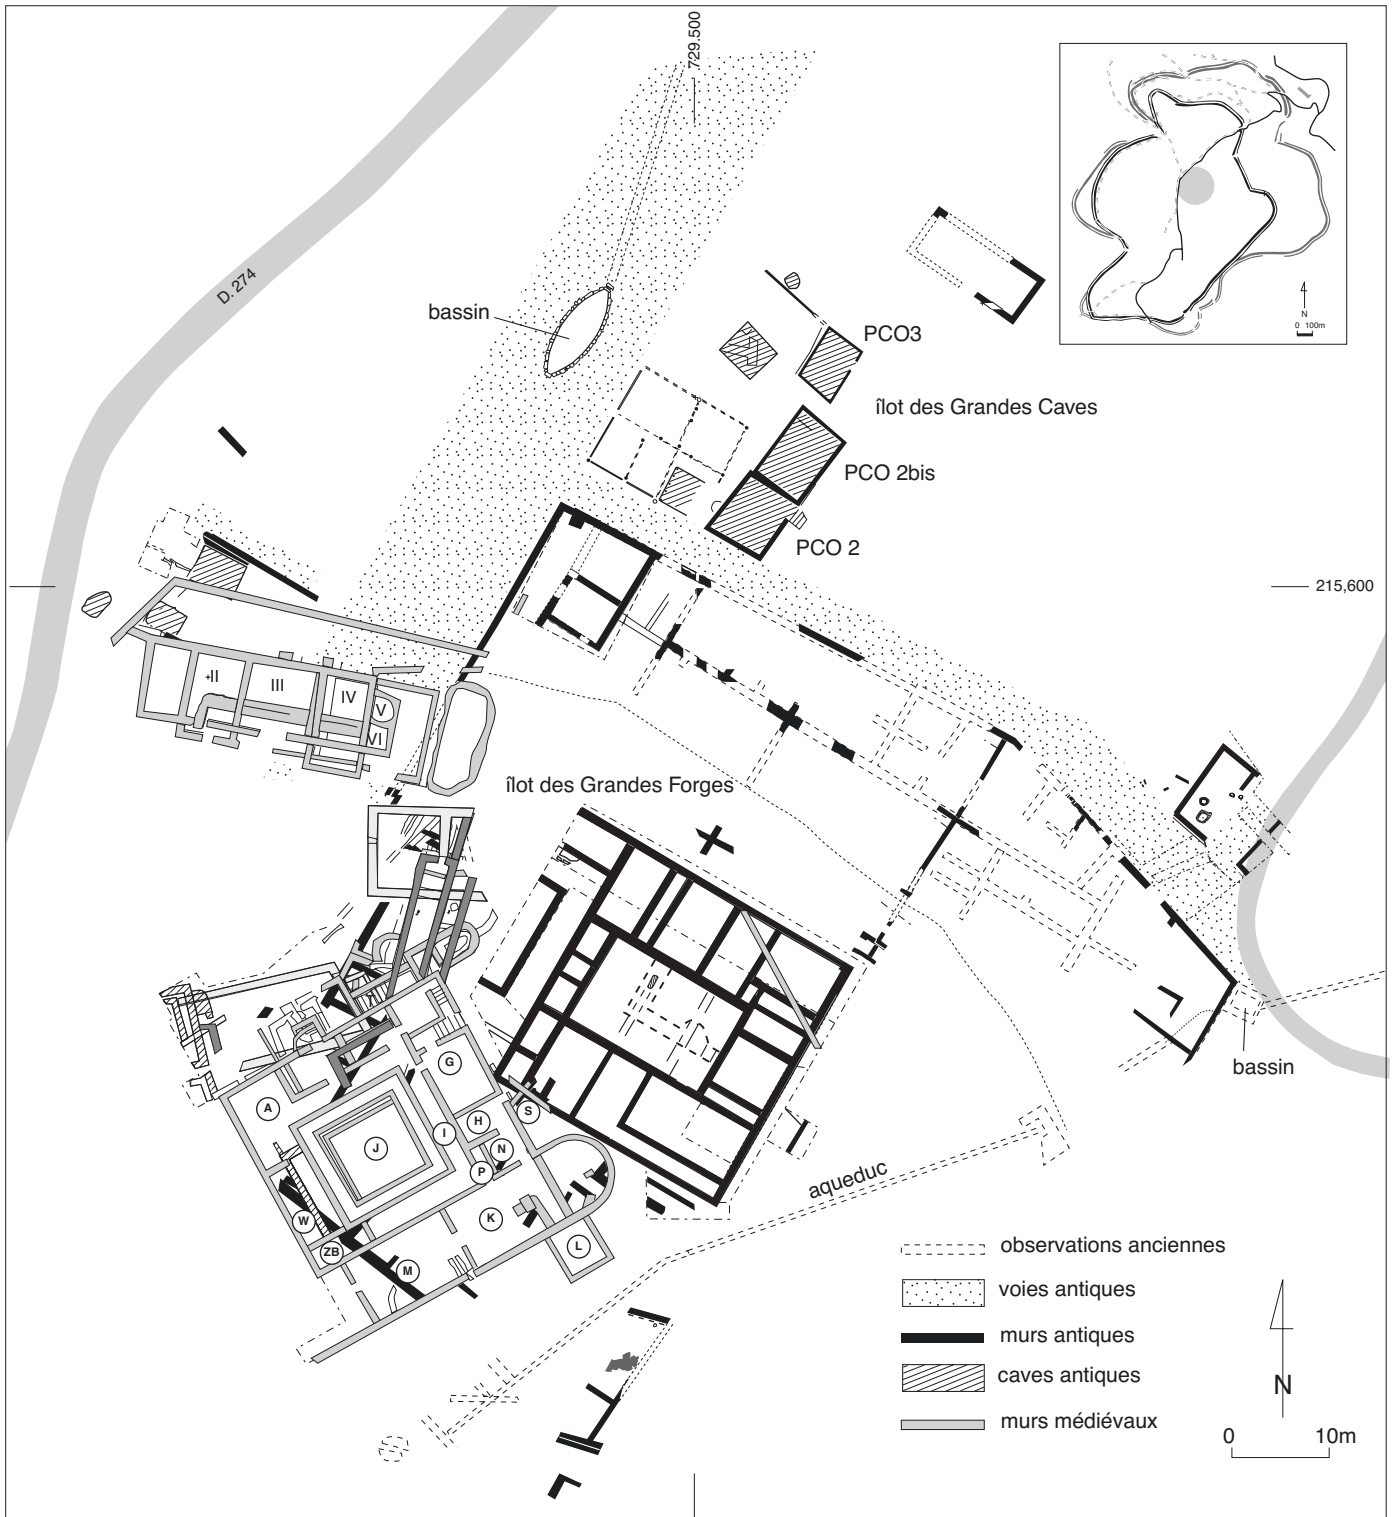 729.500
N
0 100m
D. 274
bassin
PCO3
îlot des Grandes Caves
PCO 2bis
PCO 2
215,600
II
III
IV
V
VI
îlot des Grandes Forges
bassin
G
A
S
H
I
J
N
P
K
W
L
ZB
M
aqueduc
observations anciennes
voies antiques
murs antiques
caves antiques
murs médiévaux
N
0 10m